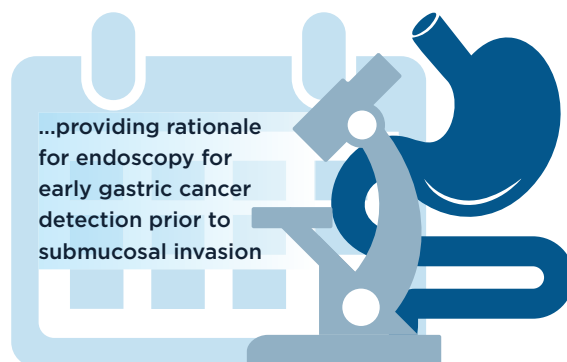 ...providing rationale
for endoscopy for
early gastric cancer
detection prior to
submucosal invasion